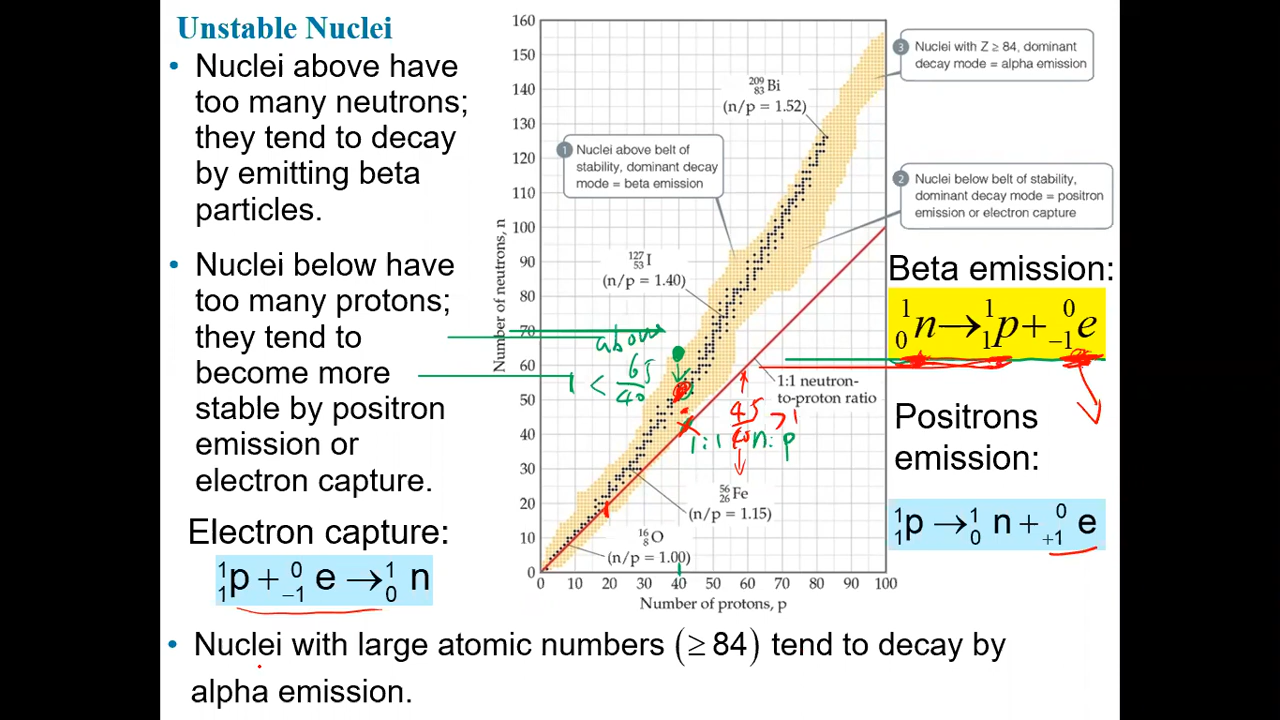 Unstable Nuclei
• Nuclei above have
too many neutrons;
they tend to decay
by emitting beta
particles.
• Nuclei below have
too many protons;
they tend to
become more
stable by positron
emission or
electron capture.
Electron capture:
¹₁p + ⁰₋₁e → ¹₀n
160
150
140
130
120
110
100
90
80
70
60
50
40
30
20
10
0
Number of neutrons, n
0 10 20 30 40 50 60 70 80 90 100
Number of protons, p
3 Nuclei with Z ≥ 84, dominant
decay mode = alpha emission
²⁰⁹₈₃Bi
(n/p = 1.52)
1 Nuclei above belt of
stability, dominant decay
mode = beta emission
2 Nuclei below belt of stability,
dominant decay mode = positron
emission or electron capture
¹²⁷₅₃I
(n/p = 1.40)
above
1 < 65/40
1:1 neutron-
to-proton ratio
45/40 > 1
1:1 n:p
⁵⁶₂₆Fe
(n/p = 1.15)
¹⁶₈O
(n/p = 1.00)
Beta emission:
¹₀n → ¹₁p + ⁰₋₁e
Positrons
emission:
¹₁p → ¹₀n + ⁰₊₁e
• Nuclei with large atomic numbers (≥ 84) tend to decay by
alpha emission.